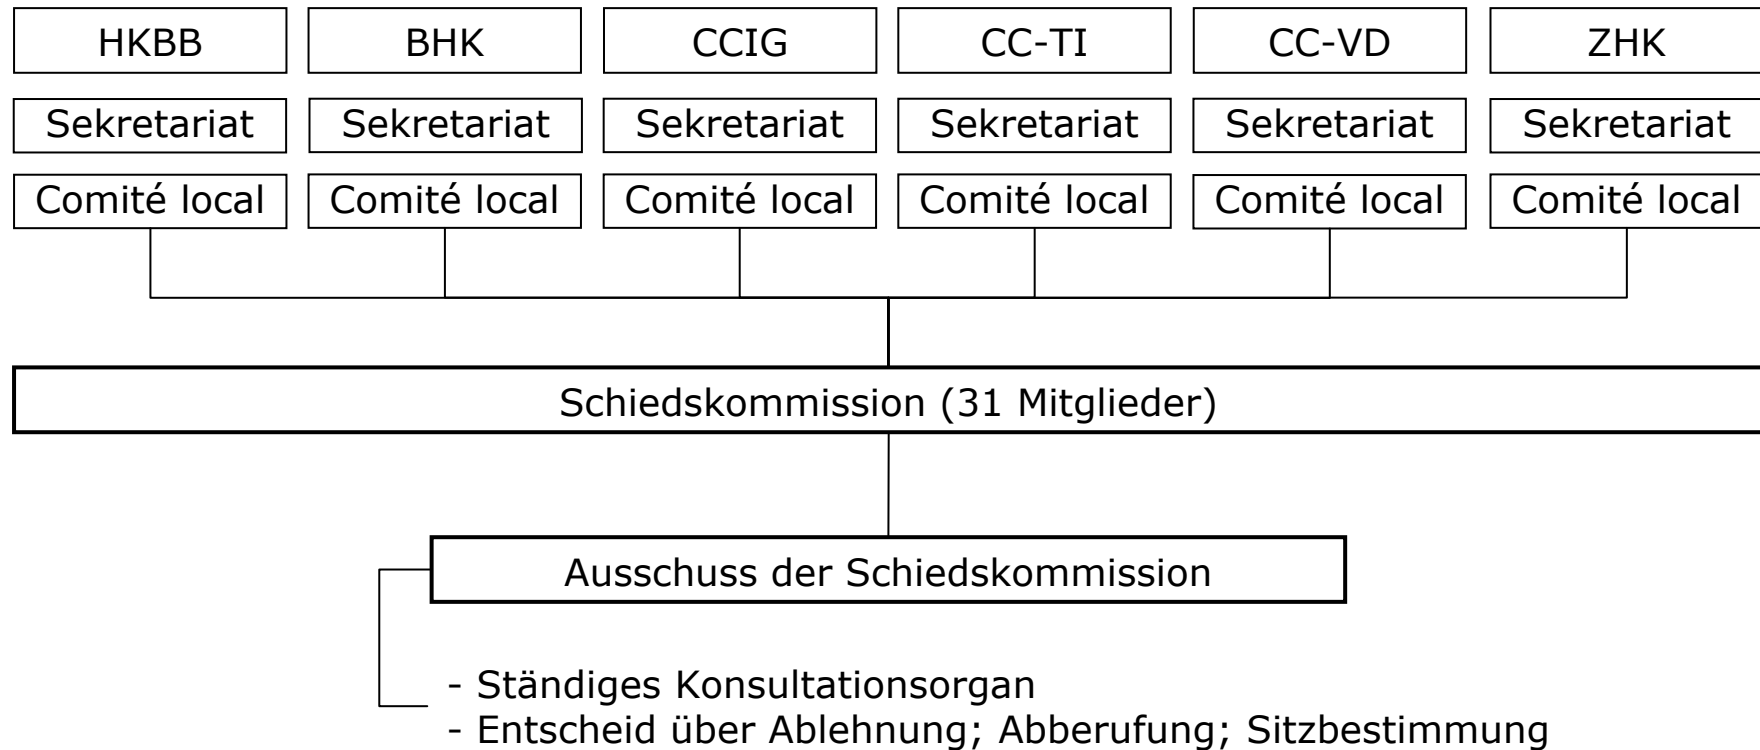 HKBB BHK CCIG CC-TI CC-VD ZHK
Sekretariat Sekretariat Sekretariat Sekretariat Sekretariat Sekretariat
Comité local Comité local Comité local Comité local Comité local Comité local
Schiedskommission (31 Mitglieder)
Ausschuss der Schiedskommission
- Ständiges Konsultationsorgan
- Entscheid über Ablehnung; Abberufung; Sitzbestimmung